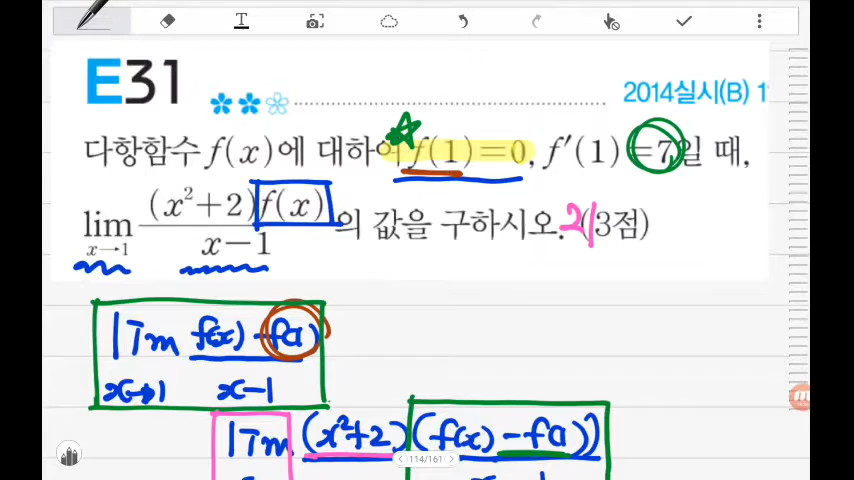 T
E31
2014실시(B) 1
다항함수 f(x)에 대하여 f(1)=0, f′(1)=7일 때,
lim x→1 (x²+2)f(x) / x−1 의 값을 구하시오. (3점)
21
lim f(x) - f(1)
x→1 x-1
lim (x²+2)(f(x) - f(1))
114/161